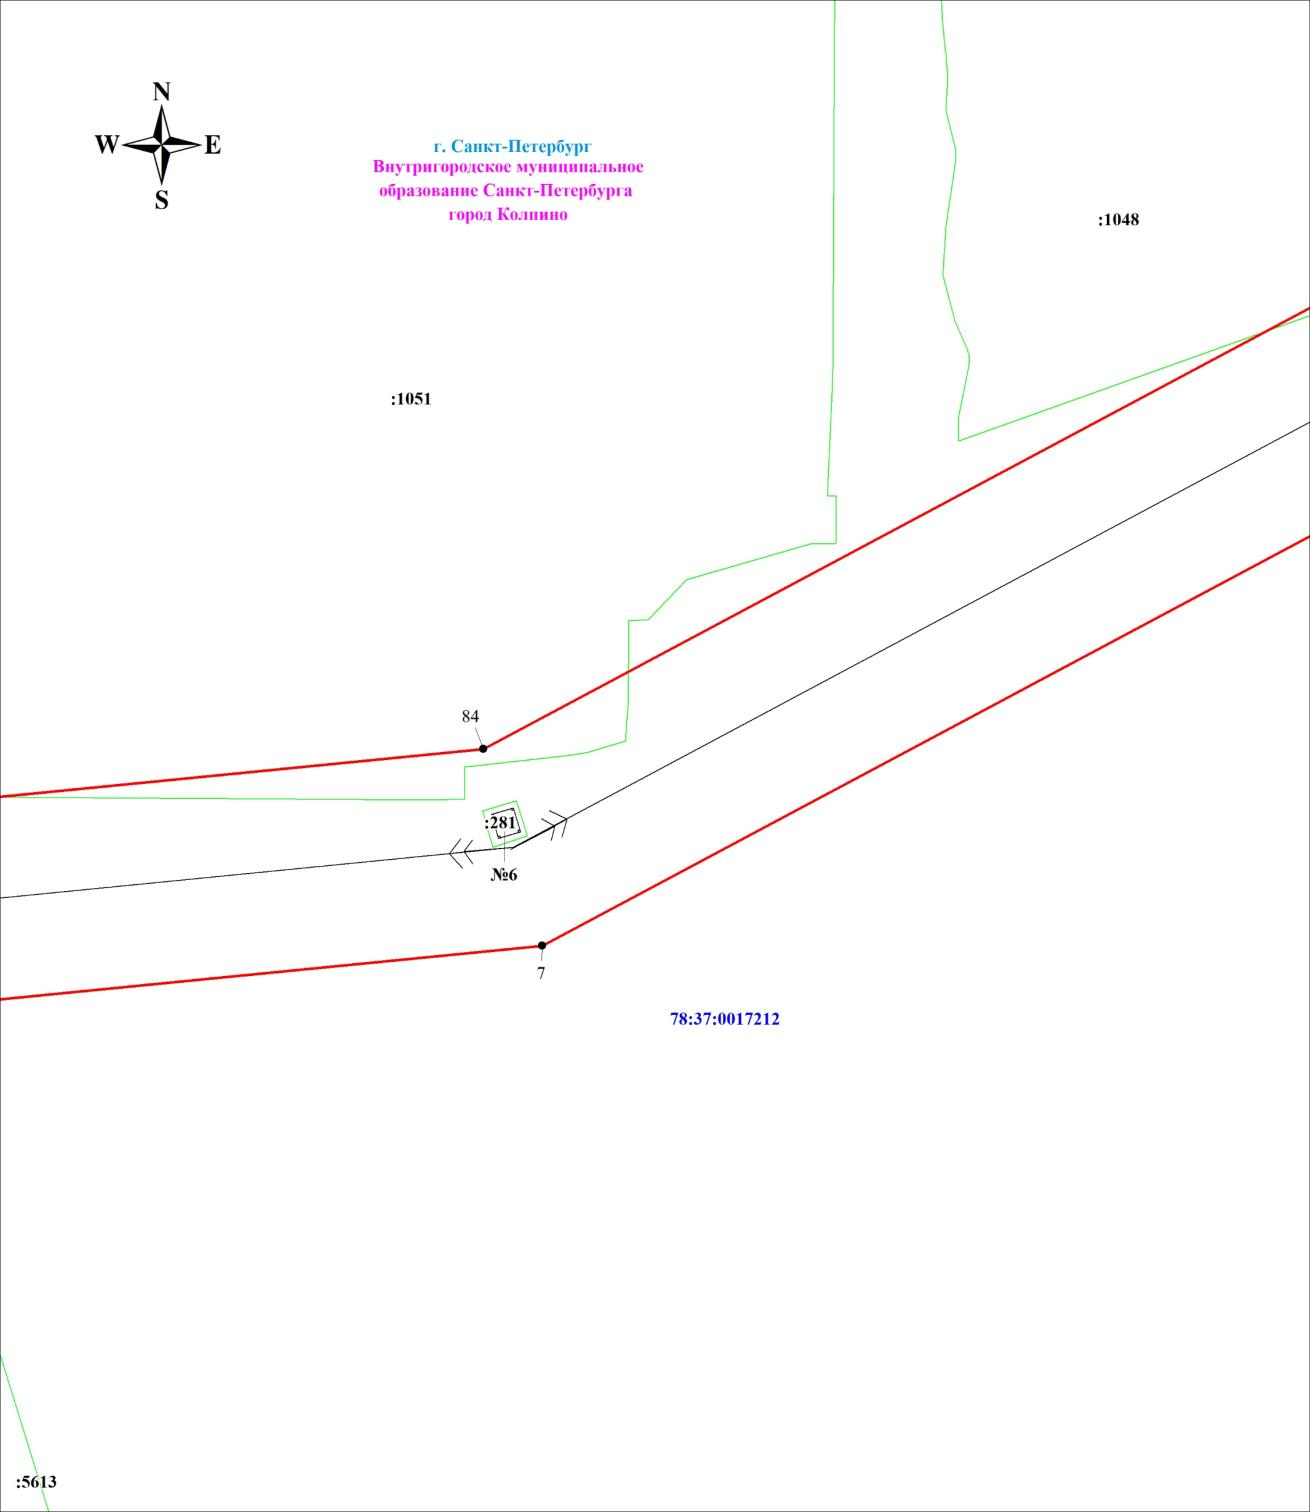 N
W E
S
г. Санкт-Петербург
Внутригородское муниципальное
образование Санкт-Петербурга
город Колпино
:1048
:1051
84
:281
№6
7
78:37:0017212
:5613